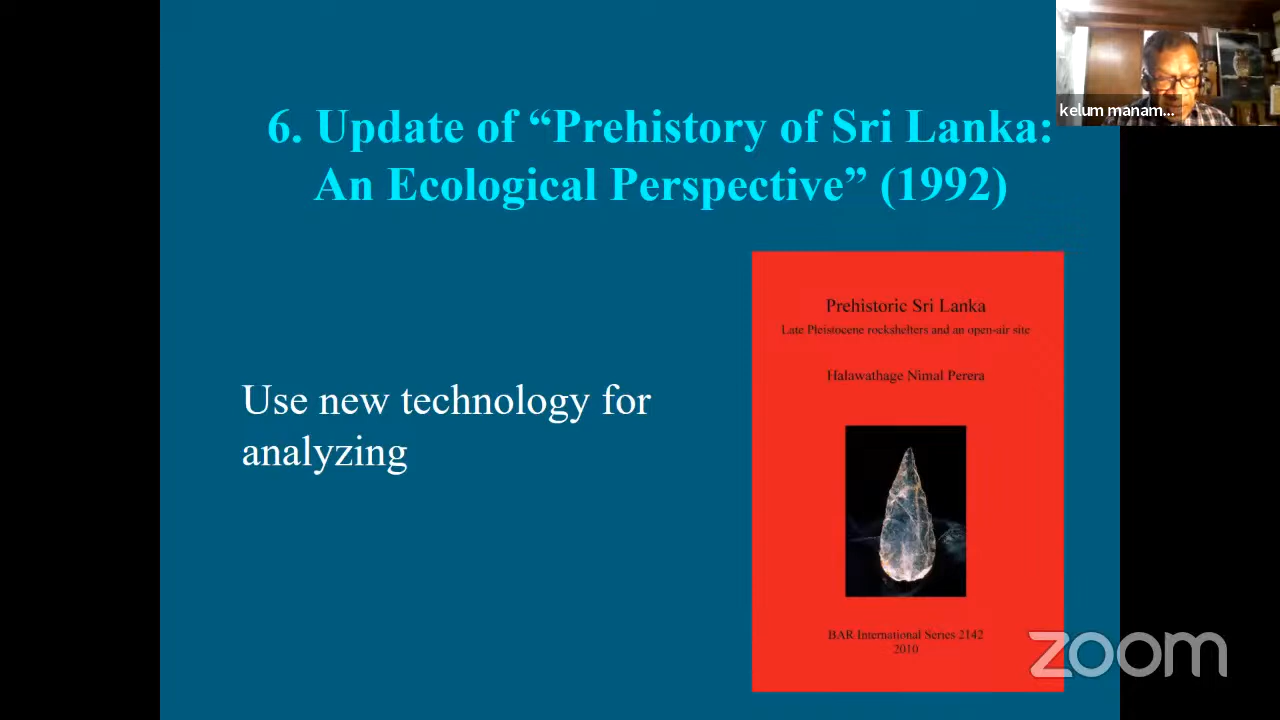 6. Update of “Prehistory of Sri Lanka:
An Ecological Perspective” (1992)
kelum manam...
Use new technology for
analyzing
Prehistoric Sri Lanka
Late Pleistocene rockshelters and an open-air site
Halawathage Nimal Perera
BAR International Series 2142
2010
zoom